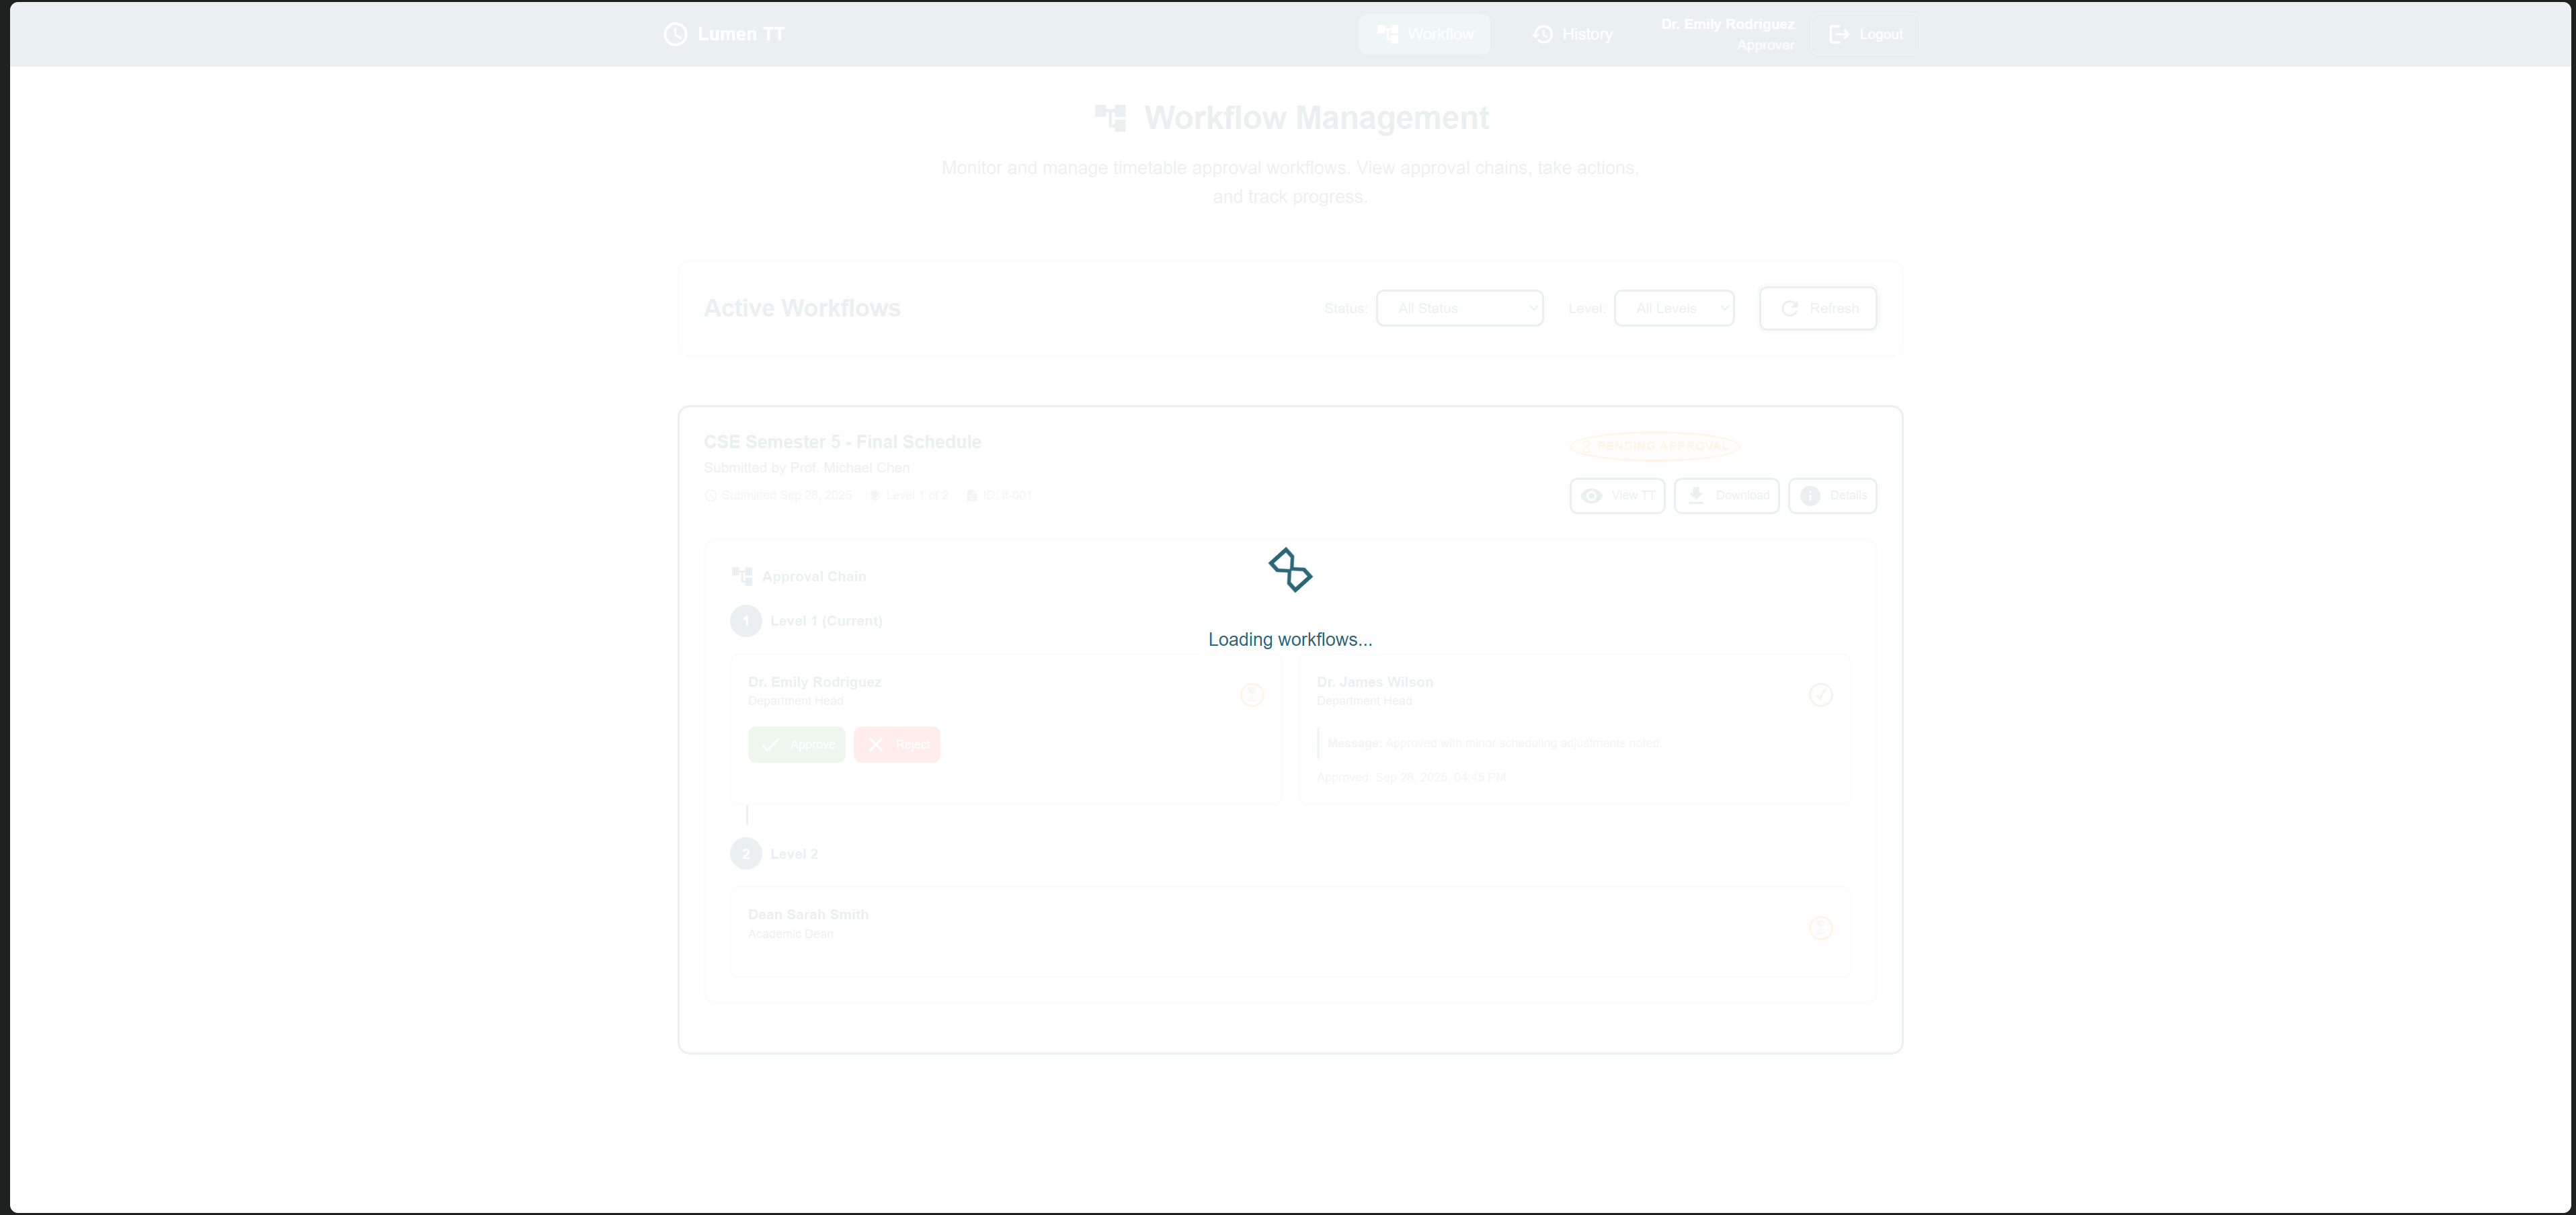 Lumen TT
Workflow
History
Dr. Emily Rodriguez
Approver
Logout
Workflow Management
Monitor and manage timetable approval workflows. View approval chains, take actions,
and track progress.
Active Workflows
Status:
All Status
Level:
All Levels
Refresh
CSE Semester 5 - Final Schedule
PENDING APPROVAL
Submitted by Prof. Michael Chen
Submitted Sep 28, 2025
Level 1 of 2
ID: tt-001
View TT
Download
Details
Approval Chain
1
Level 1 (Current)
Loading workflows...
Dr. Emily Rodriguez
Department Head
Approve
Reject
Dr. James Wilson
Department Head
Message: Approved with minor scheduling adjustments noted.
Approved: Sep 28, 2025, 04:45 PM
2
Level 2
Dean Sarah Smith
Academic Dean